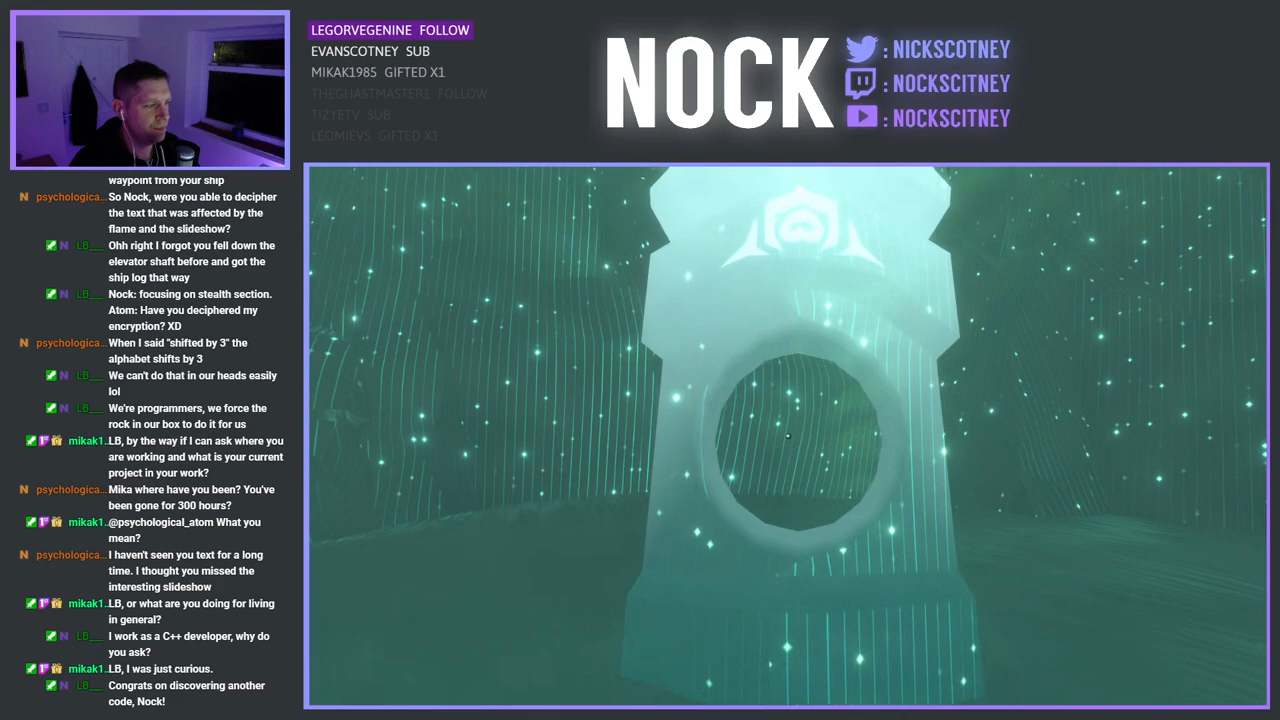 LEGORVEGENINE FOLLOW
EVANSCOTNEY SUB
MIKAK1985 GIFTED X1
THEGHASTMASTER1 FOLLOW
TIZYETV SUB
LEOMIEVS GIFTED X1
NOCK
: NICKSCOTNEY
: NOCKSCITNEY
: NOCKSCITNEY
waypoint from your ship
psychologica... So Nock, were you able to decipher
the text that was affected by the
flame and the slideshow?
LB__ Ohh right I forgot you fell down the
elevator shaft before and got the
ship log that way
LB__ Nock: focusing on stealth section.
Atom: Have you deciphered my
encryption? XD
psychologica... When I said "shifted by 3" the
alphabet shifts by 3
LB__ We can't do that in our heads easily
lol
LB__ We're programmers, we force the
rock in our box to do it for us
mikak1... LB, by the way if I can ask where you
are working and what is your current
project in your work?
psychologica... Mika where have you been? You've
been gone for 300 hours?
mikak1... @psychological_atom What you
mean?
psychologica... I haven't seen you text for a long
time. I thought you missed the
interesting slideshow
mikak1... LB, or what are you doing for living
in general?
LB__ I work as a C++ developer, why do
you ask?
mikak1... LB, I was just curious.
LB__ Congrats on discovering another
code, Nock!